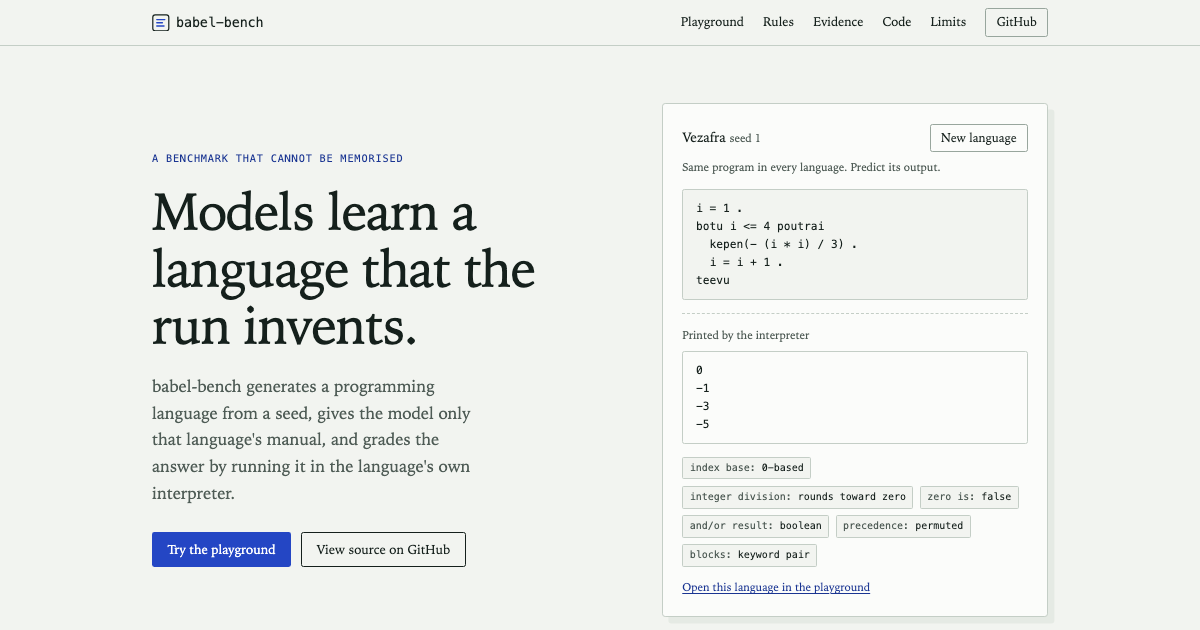 babel-bench
Playground Rules Evidence Code Limits GitHub
A BENCHMARK THAT CANNOT BE MEMORISED
Models learn a
language that the
run invents.
babel-bench generates a programming
language from a seed, gives the model only
that language's manual, and grades the
answer by running it in the language's own
interpreter.
Try the playground
View source on GitHub
Vezafra seed 1
New language
Same program in every language. Predict its output.
i = 1 .
botu i <= 4 poutrai
  kepen(- (i * i) / 3) .
  i = i + 1 .
teevu
Printed by the interpreter
0
-1
-3
-5
index base: 0-based
integer division: rounds toward zero
zero is: false
and/or result: boolean
precedence: permuted
blocks: keyword pair
Open this language in the playground